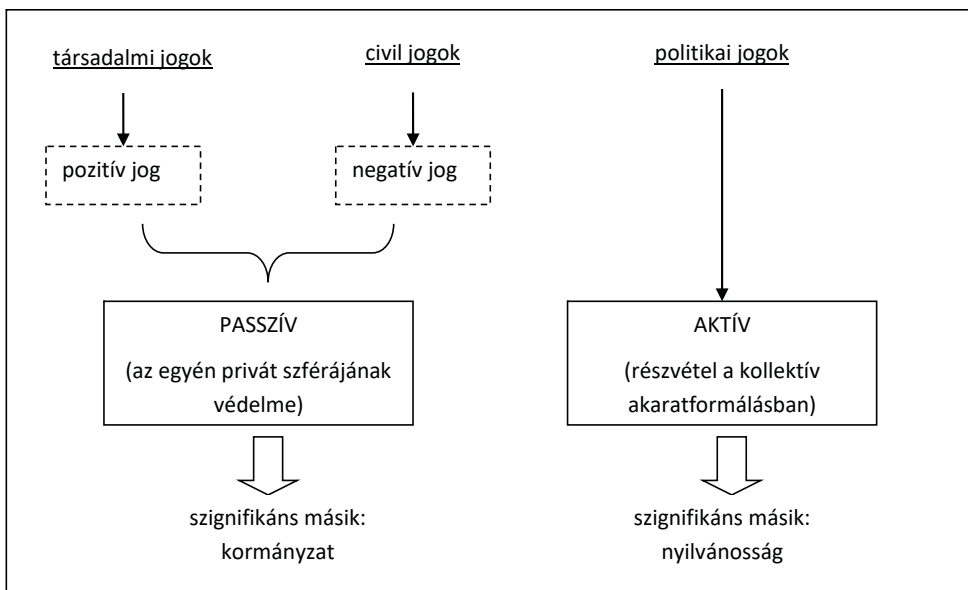 társadalmi jogok
civil jogok
politikai jogok
pozitív jog
negatív jog
PASSZÍV
(az egyén privát szférájának
védelme)
AKTÍV
(részvétel a kollektív
akaratformálásban)
szignifikáns másik:
kormányzat
szignifikáns másik:
nyilvánosság